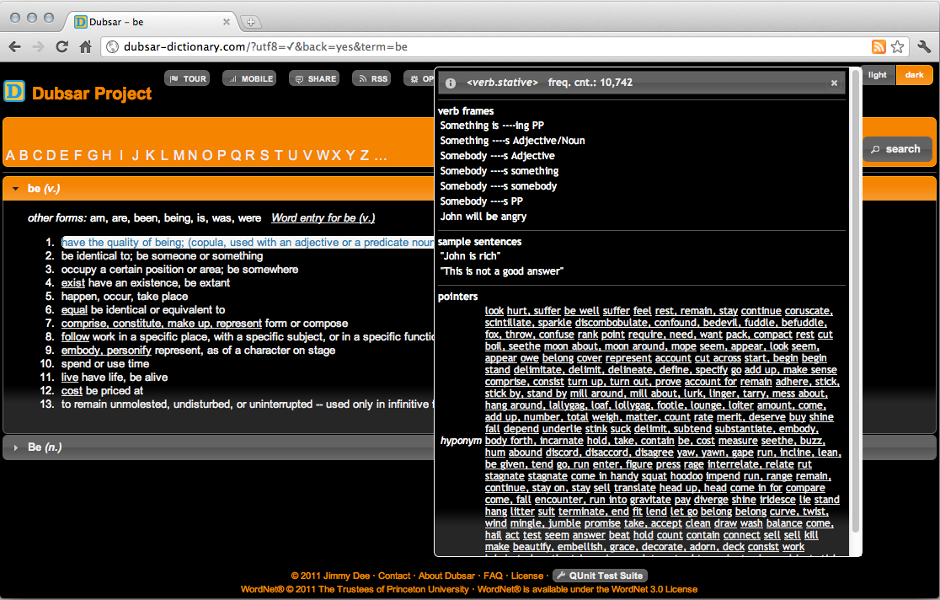 Dubsar - be
dubsar-dictionary.com/?utf8=✓&back=yes&term=be
D Dubsar Project
TOUR MOBILE SHARE RSS OP
light dark
A B C D E F G H I J K L M N O P Q R S T U V W X Y Z ...
search
be (v.)
other forms: am, are, been, being, is, was, were Word entry for be (v.)
1. have the quality of being; (copula, used with an adjective or a predicate noun
2. be identical to; be someone or something
3. occupy a certain position or area; be somewhere
4. exist have an existence, be extant
5. happen, occur, take place
6. equal be identical or equivalent to
7. comprise, constitute, make up, represent form or compose
8. follow work in a specific place, with a specific subject, or in a specific functio
9. embody, personify represent, as of a character on stage
10. spend or use time
11. live have life, be alive
12. cost be priced at
13. to remain unmolested, undisturbed, or uninterrupted -- used only in infinitive f
Be (n.)
<verb.stative> freq. cnt.: 10,742
verb frames
Something is ----ing PP
Something ----s Adjective/Noun
Somebody ----s Adjective
Somebody ----s something
Somebody ----s somebody
Somebody ----s PP
John will be angry
sample sentences
"John is rich"
"This is not a good answer"
pointers
hyponym
look hurt, suffer be well suffer feel rest, remain, stay continue coruscate,
scintillate, sparkle discombobulate, confound, bedevil, fuddle, befuddle,
fox, throw, confuse rank point require, need, want pack, compact rest cut
boil, seethe moon about, moon around, mope seem, appear, look seem,
appear owe belong cover represent account cut across start, begin begin
stand delimitate, delimit, delineate, define, specify go add up, make sense
comprise, consist turn up, turn out, prove account for remain adhere, stick,
stick by, stand by mill around, mill about, lurk, linger, tarry, mess about,
hang around, lallygag, loaf, lollygag, footle, lounge, loiter amount, come,
add up, number, total weigh, matter, count rate merit, deserve buy shine
fall depend underlie stink suck delimit, subtend substantiate, embody,
body forth, incarnate hold, take, contain be, cost measure seethe, buzz,
hum abound discord, disaccord, disagree yaw, yawn, gape run, incline, lean,
be given, tend go, run enter, figure press rage interrelate, relate rut
stagnate stagnate come in handy squat hoodoo impend run, range remain,
continue, stay on, stay sell translate head up, head come in for compare
come, fall encounter, run into gravitate pay diverge shine iridesce lie stand
hang litter suit terminate, end fit lend let go belong belong curve, twist,
wind mingle, jumble promise take, accept clean draw wash balance come,
hail act test seem answer beat hold count contain connect sell sell kill
make beautify, embellish, grace, decorate, adorn, deck consist work
© 2011 Jimmy Dee · Contact · About Dubsar · FAQ · License · QUnit Test Suite
WordNet® © 2011 The Trustees of Princeton University · WordNet® is available under the WordNet 3.0 License